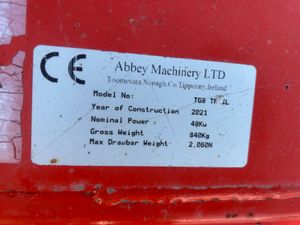 CE
Abbey Machinery LTD
Toomevara, Nenagh.Co.Tipperary,Ireland
Model No: TG8
Year of Construction 2021
Nominal Power : 48Kw
Gross Weight 840Kg
Max Drawbar Weight: 2,060N